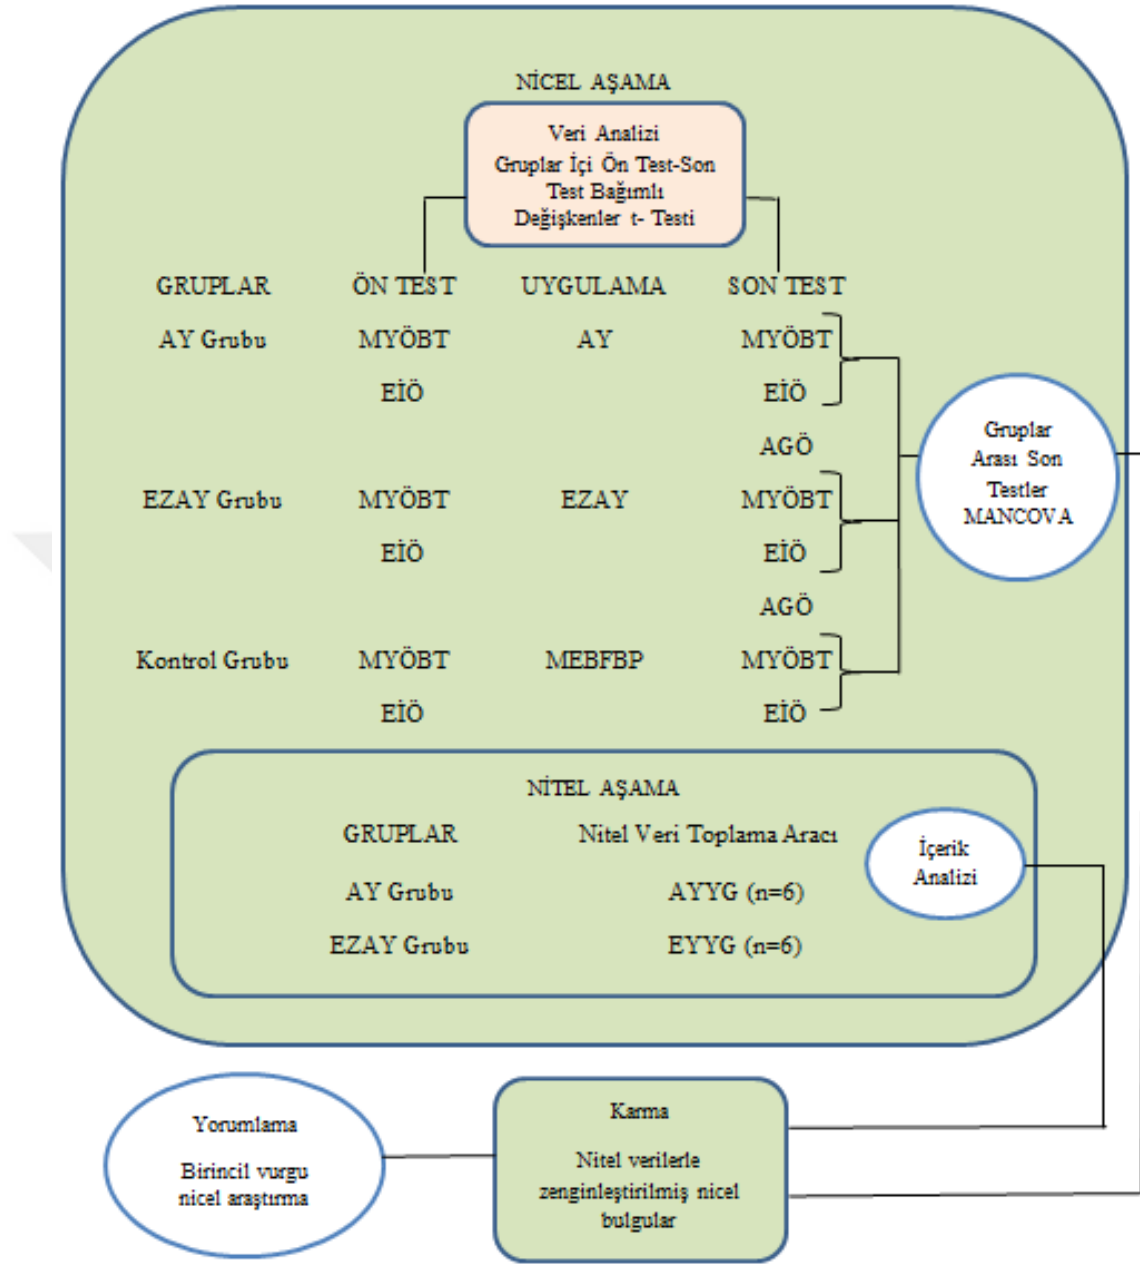 NİCEL AŞAMA
Veri Analizi
Gruplar İçi Ön Test-Son
Test Bağımlı
Değişkenler t- Testi
GRUPLAR ÖN TEST UYGULAMA SON TEST
AY Grubu MYÖBT AY MYÖBT
EİÖ EİÖ
AGÖ
EZAY Grubu MYÖBT EZAY MYÖBT
EİÖ EİÖ
AGÖ
Kontrol Grubu MYÖBT MEBFBP MYÖBT
EİÖ EİÖ
Gruplar
Arası Son
Testler
MANCOVA
NİTEL AŞAMA
GRUPLAR Nitel Veri Toplama Aracı
AY Grubu AYYG (n=6)
EZAY Grubu EYYG (n=6)
İçerik
Analizi
Yorumlama
Birincil vurgu
nicel araştırma
Karma
Nitel verilerle
zenginleştirilmiş nicel
bulgular